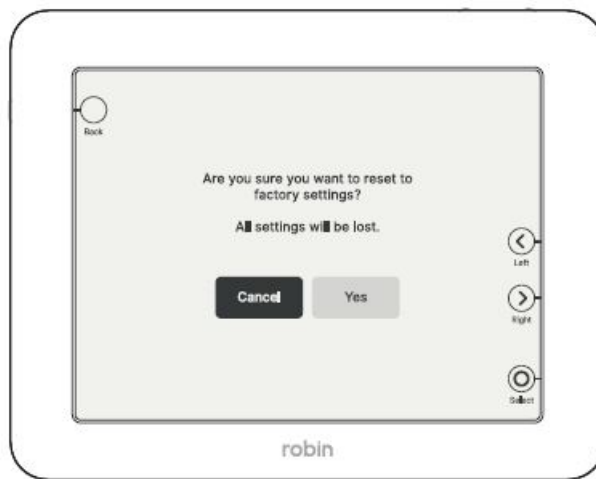 Back
Are you sure you want to reset to
factory settings?
All settings will be lost.
Left
Cancel
Yes
Right
Select
robin